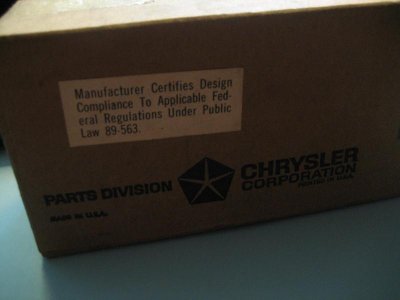 Manufacturer Certifies Design
Compliance To Applicable Fed-
eral Regulations Under Public
Law 89-563.
PARTS DIVISION
CHRYSLER
CORPORATION
MADE IN U.S.A.